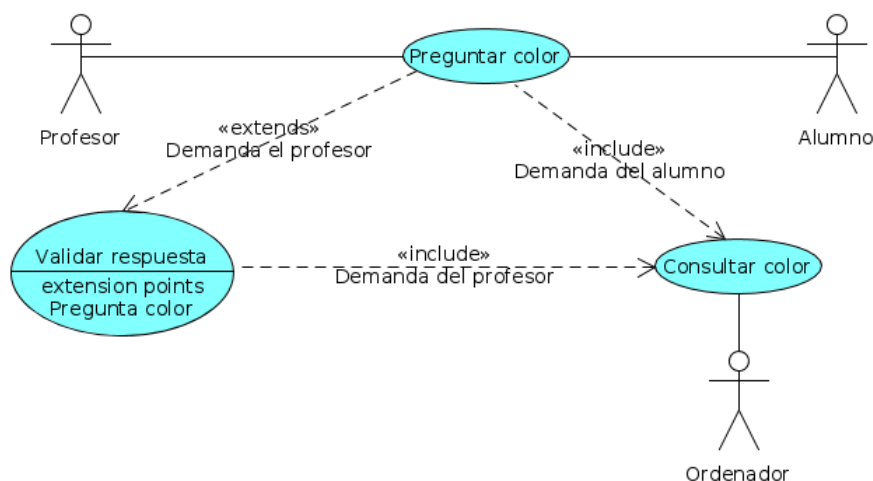 Preguntar color
Profesor
Alumno
«extends»
Demanda el profesor
«include»
Demanda del alumno
Validar respuesta
extension points
Pregunta color
«include»
Demanda del profesor
Consultar color
Ordenador